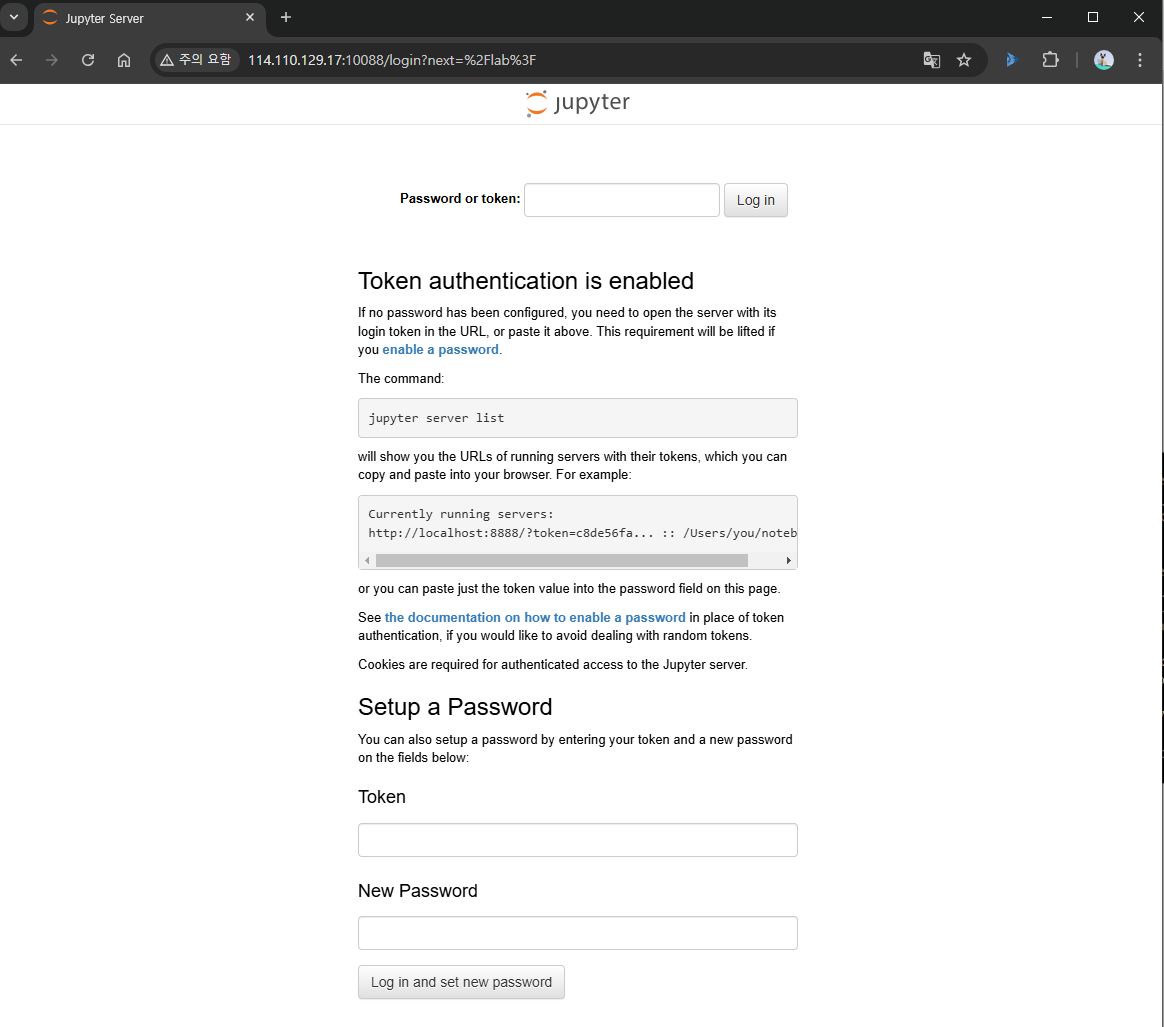 Jupyter Server
주의 요함
114.110.129.17:10088/login?next=%2Flab%3F
jupyter
Password or token:
Log in
Token authentication is enabled
If no password has been configured, you need to open the server with its
login token in the URL, or paste it above. This requirement will be lifted if
you enable a password.
The command:
jupyter server list
will show you the URLs of running servers with their tokens, which you can
copy and paste into your browser. For example:
Currently running servers:
http://localhost:8888/?token=c8de56fa... :: /Users/you/noteb
or you can paste just the token value into the password field on this page.
See the documentation on how to enable a password in place of token
authentication, if you would like to avoid dealing with random tokens.
Cookies are required for authenticated access to the Jupyter server.
Setup a Password
You can also setup a password by entering your token and a new password
on the fields below:
Token
New Password
Log in and set new password